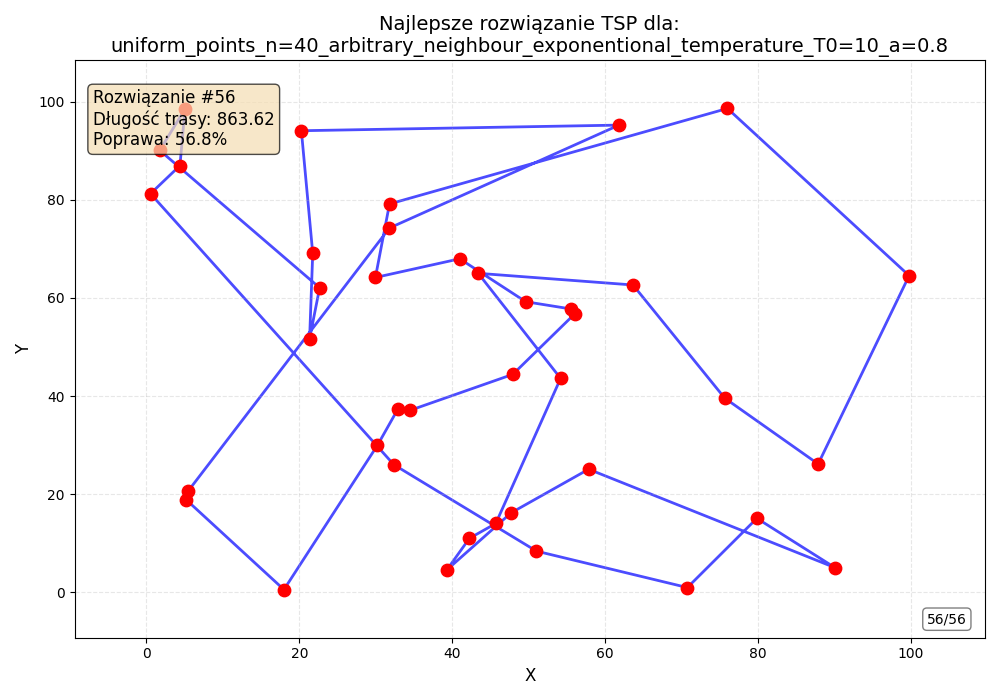 Najlepsze rozwiązanie TSP dla:
uniform_points_n=40_arbitrary_neighbour_exponentional_temperature_T0=10_a=0.8
Rozwiązanie #56
Długość trasy: 863.62
Poprawa: 56.8%
100
80
60
40
20
0
Y
56/56
0 20 40 60 80 100
X